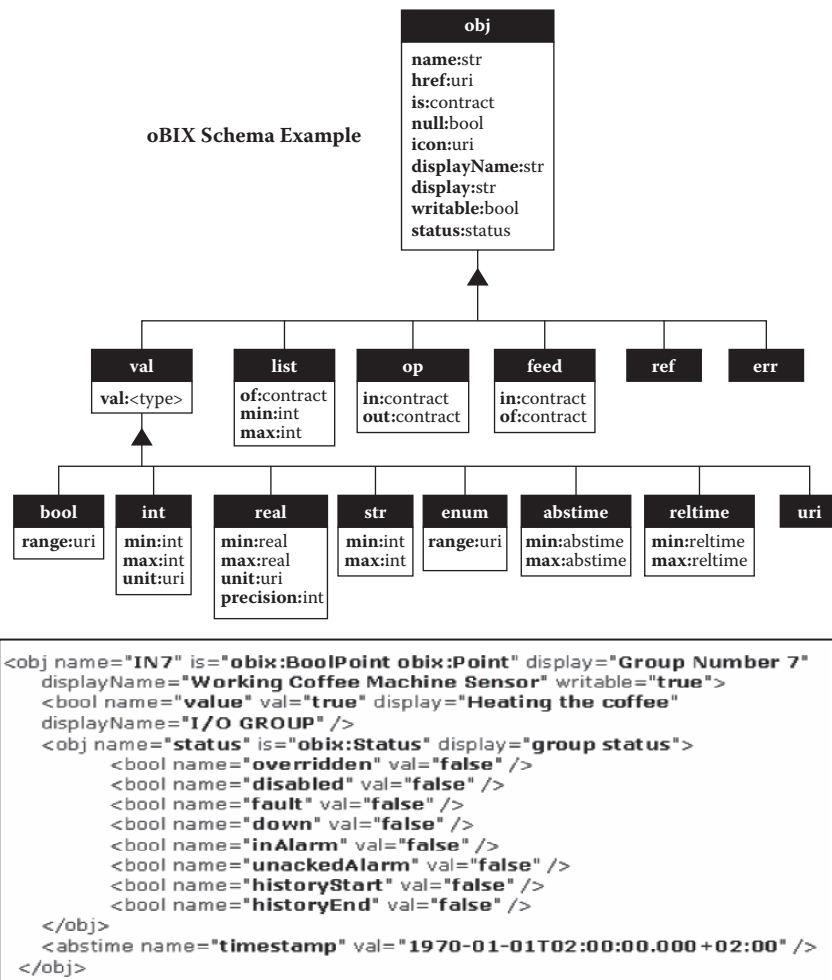 obj
name:str
href:uri
is:contract
null:bool
icon:uri
displayName:str
display:str
writable:bool
status:status
oBIX Schema Example
val
val:<type>
list
of:contract
min:int
max:int
op
in:contract
out:contract
feed
in:contract
of:contract
ref
err
bool
range:uri
int
min:int
max:int
unit:uri
real
min:real
max:real
unit:uri
precision:int
str
min:int
max:int
enum
range:uri
abstime
min:abstime
max:abstime
reltime
min:reltime
max:reltime
uri
<obj name="IN7" is="obix:BoolPoint obix:Point" display="Group Number 7"
displayName="Working Coffee Machine Sensor" writable="true">
<bool name="value" val="true" display="Heating the coffee"
displayName="I/O GROUP" />
<obj name="status" is="obix:Status" display="group status">
<bool name="overridden" val="false" />
<bool name="disabled" val="false" />
<bool name="fault" val="false" />
<bool name="down" val="false" />
<bool name="inAlarm" val="false" />
<bool name="unackedAlarm" val="false" />
<bool name="historyStart" val="false" />
<bool name="historyEnd" val="false" />
</obj>
<abstime name="timestamp" val="1970-01-01T02:00:00.000+02:00" />
</obj>